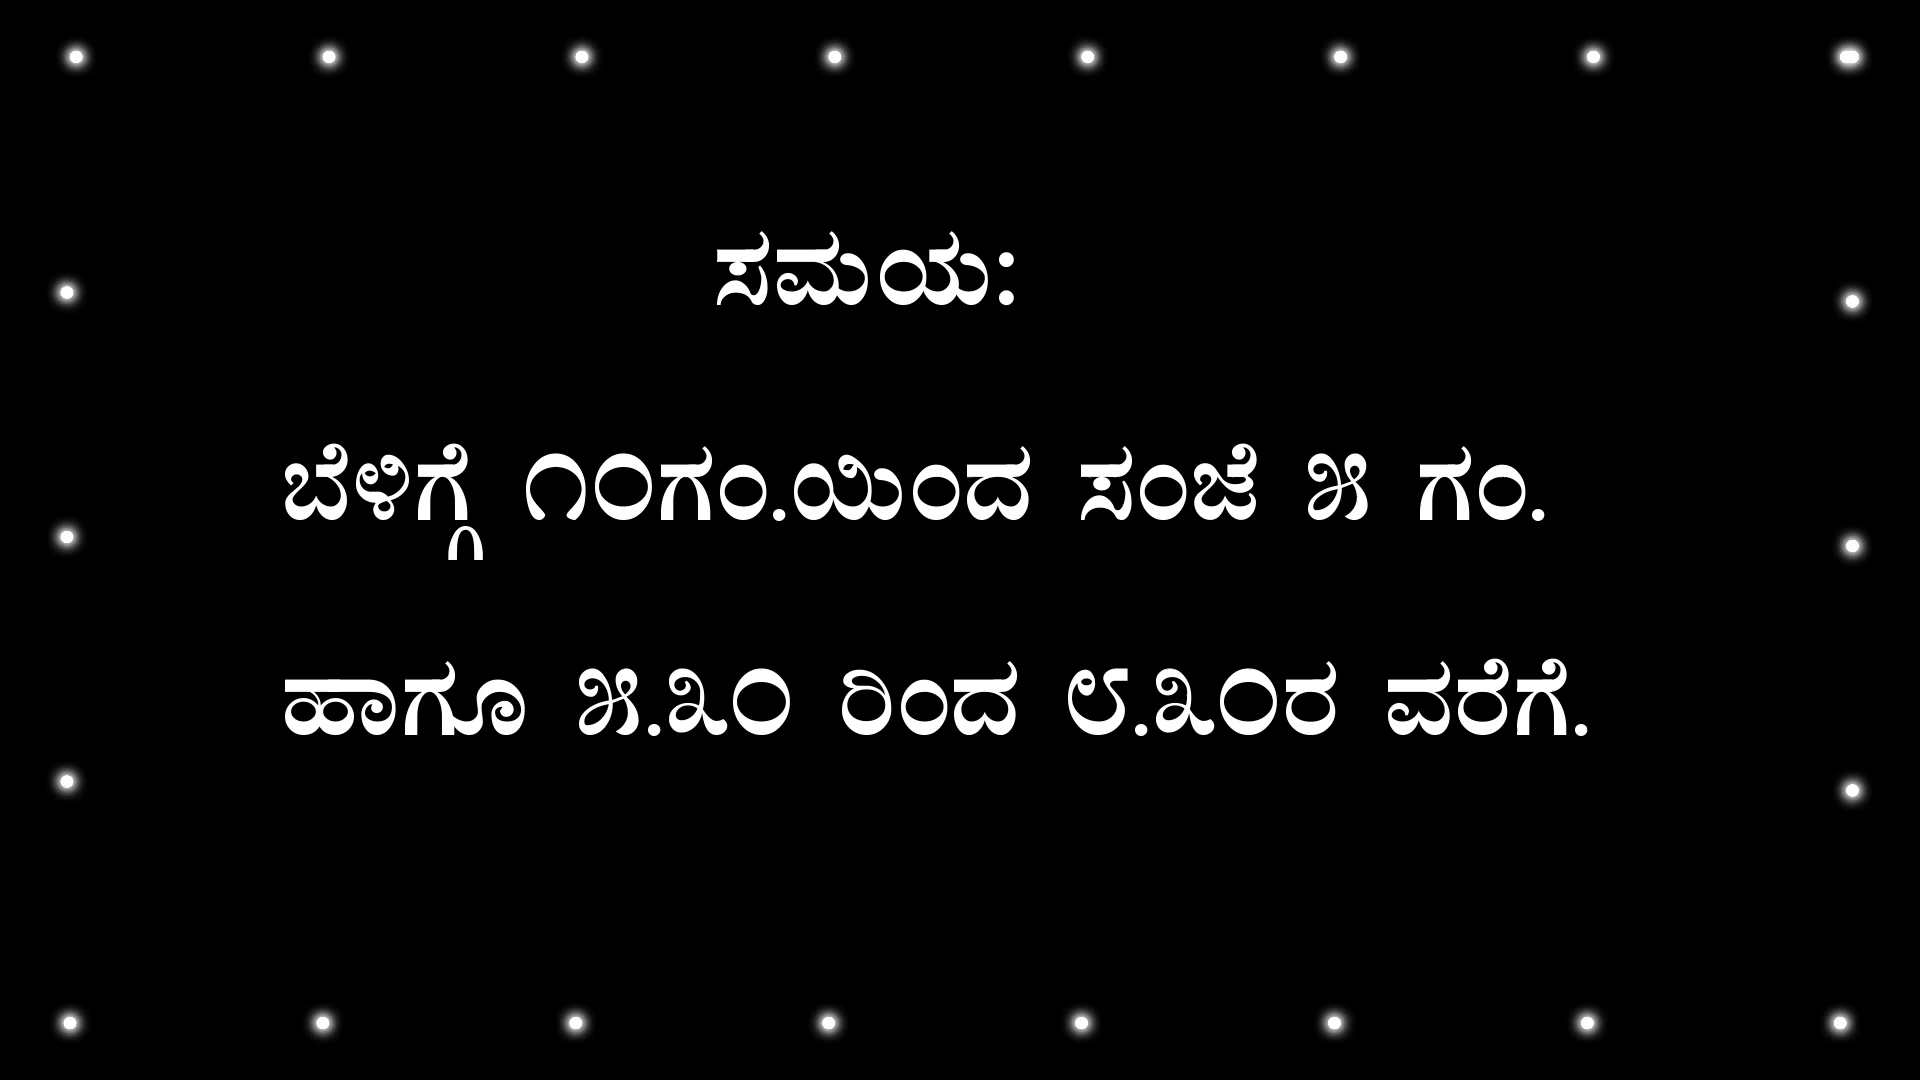 ಸಮಯ:
ಬೆಳಿಗ್ಗೆ ೧೦ಗಂ.ಯಿಂದ ಸಂಜೆ ೫ ಗಂ.
ಹಾಗೂ ೫.೩೦ ರಿಂದ ೮.೩೦ರ ವರೆಗೆ.